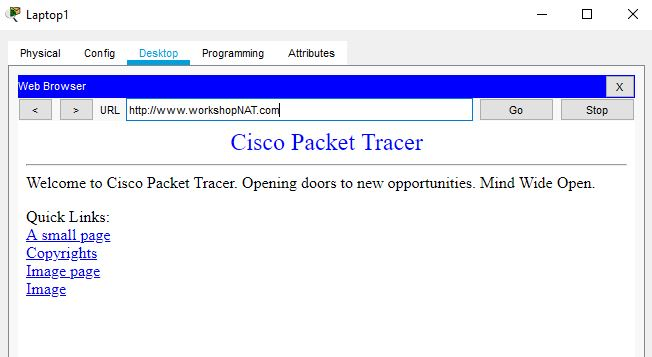 Laptop1
Physical Config Desktop Programming Attributes
Web Browser X
< > URL http://www.workshopNAT.com Go Stop
Cisco Packet Tracer
Welcome to Cisco Packet Tracer. Opening doors to new opportunities. Mind Wide Open.
Quick Links:
A small page
Copyrights
Image page
Image